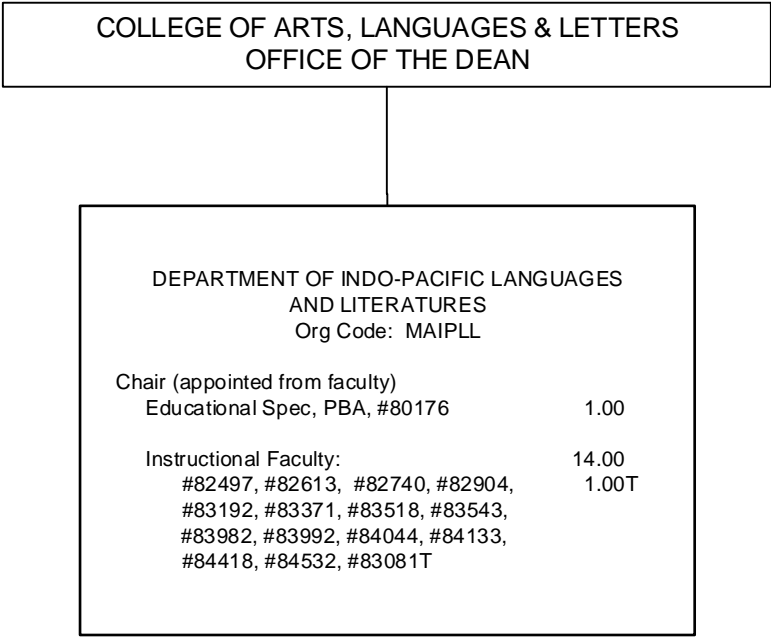 COLLEGE OF ARTS, LANGUAGES & LETTERS
OFFICE OF THE DEAN
DEPARTMENT OF INDO-PACIFIC LANGUAGES
AND LITERATURES
Org Code: MAIPLL
Chair (appointed from faculty)
Educational Spec, PBA, #80176 1.00
Instructional Faculty: 14.00
#82497, #82613, #82740, #82904, 1.00T
#83192, #83371, #83518, #83543,
#83982, #83992, #84044, #84133,
#84418, #84532, #83081T